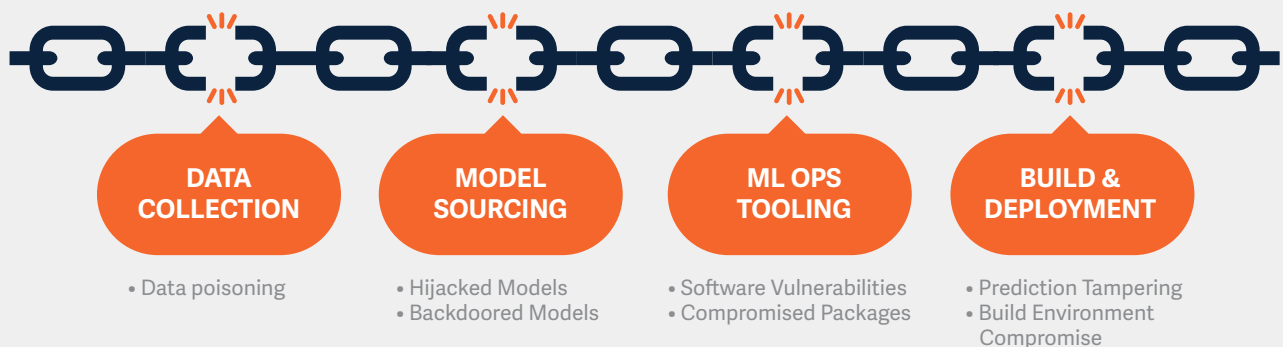 DATA
COLLECTION
• Data poisoning
MODEL
SOURCING
• Hijacked Models
• Backdoored Models
ML OPS
TOOLING
• Software Vulnerabilities
• Compromised Packages
BUILD &
DEPLOYMENT
• Prediction Tampering
• Build Environment
Compromise